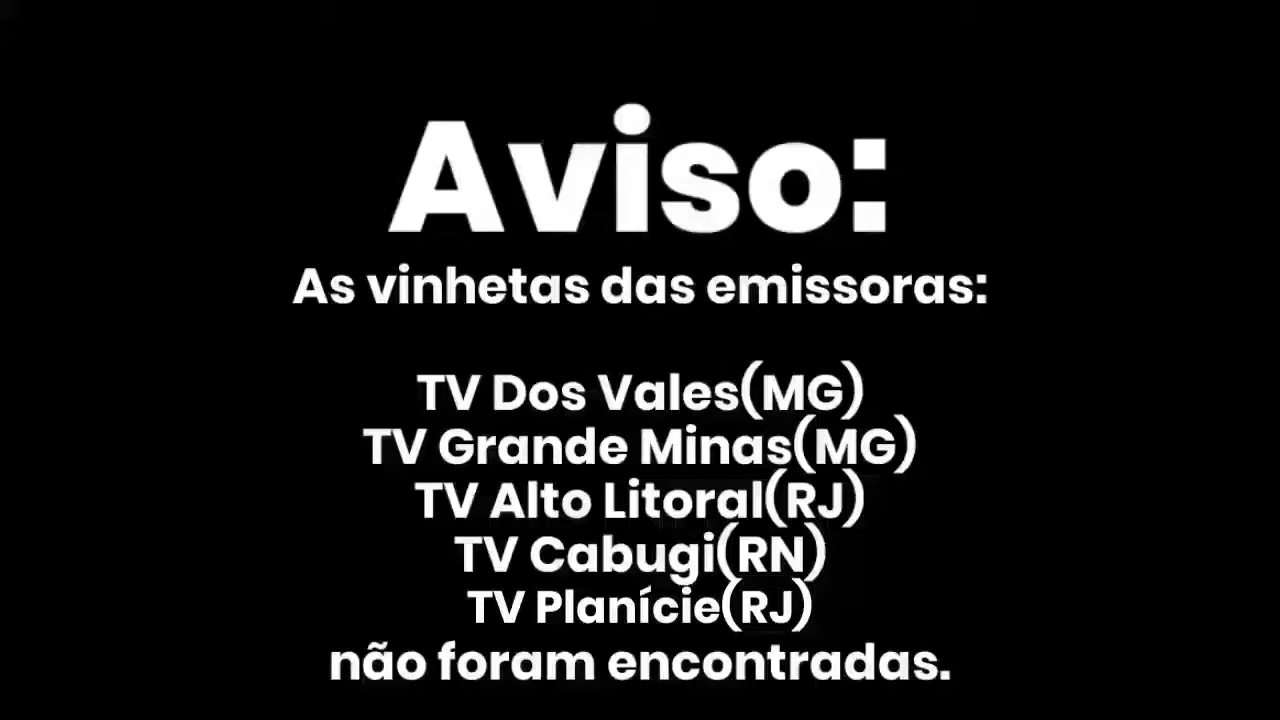 Aviso:
As vinhetas das emissoras:
TV Dos Vales(MG)
TV Grande Minas(MG)
TV Alto Litoral(RJ)
TV Cabugi(RN)
TV Planície(RJ)
não foram encontradas.